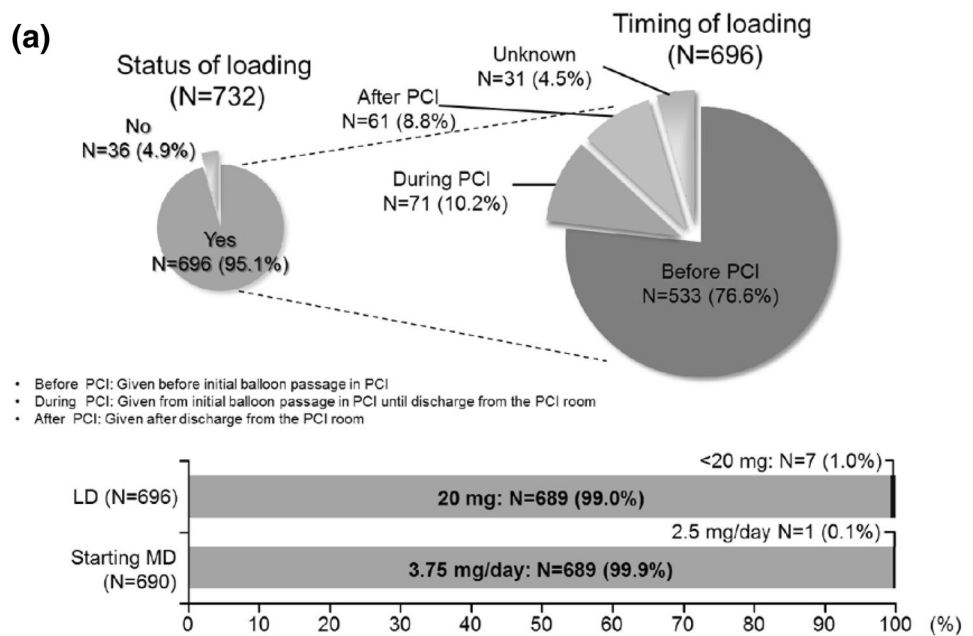 (a)
Status of loading
(N=732)
No
N=36 (4.9%)
Yes
N=696 (95.1%)
Timing of loading
(N=696)
Unknown
N=31 (4.5%)
After PCI
N=61 (8.8%)
During PCI
N=71 (10.2%)
Before PCI
N=533 (76.6%)
• Before PCI: Given before initial balloon passage in PCI
• During PCI: Given from initial balloon passage in PCI until discharge from the PCI room
• After PCI: Given after discharge from the PCI room
<20 mg: N=7 (1.0%)
LD (N=696)
20 mg: N=689 (99.0%)
2.5 mg/day N=1 (0.1%)
Starting MD
(N=690)
3.75 mg/day: N=689 (99.9%)
0 10 20 30 40 50 60 70 80 90 100 (%)